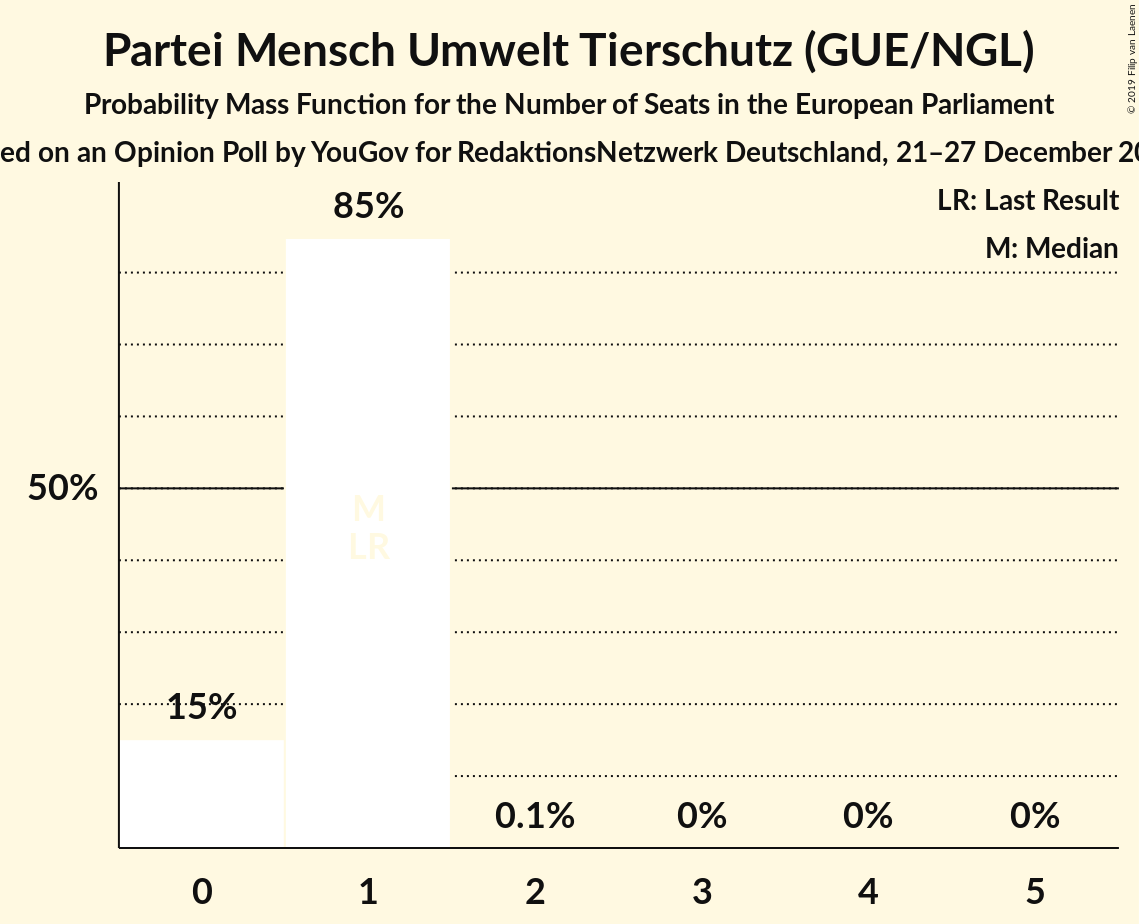 Partei Mensch Umwelt Tierschutz (GUE/NGL)
Probability Mass Function for the Number of Seats in the European Parliament
ed on an Opinion Poll by YouGov for RedaktionsNetzwerk Deutschland, 21–27 December 20
© 2019 Filip van Laenen
LR: Last Result
M: Median
85%
50%
M
LR
15%
0.1%
0%
0%
0%
0
1
2
3
4
5